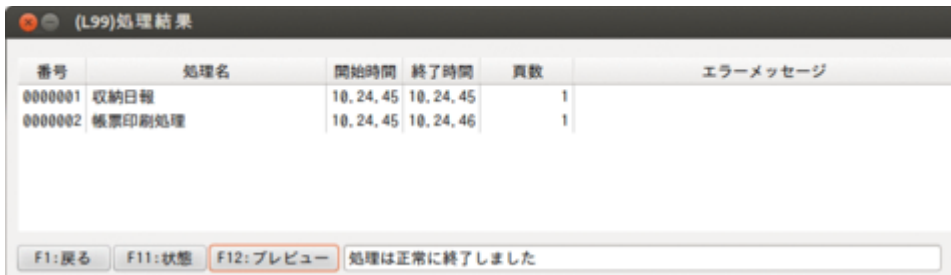 (L99)処理結果
番号 処理名 開始時間 終了時間 頁数 エラーメッセージ
0000001 収納日報 10,24,45 10,24,45 1
0000002 帳票印刷処理 10,24,45 10,24,46 1
F1:戻る F11:状態 F12:プレビュー 処理は正常に終了しました